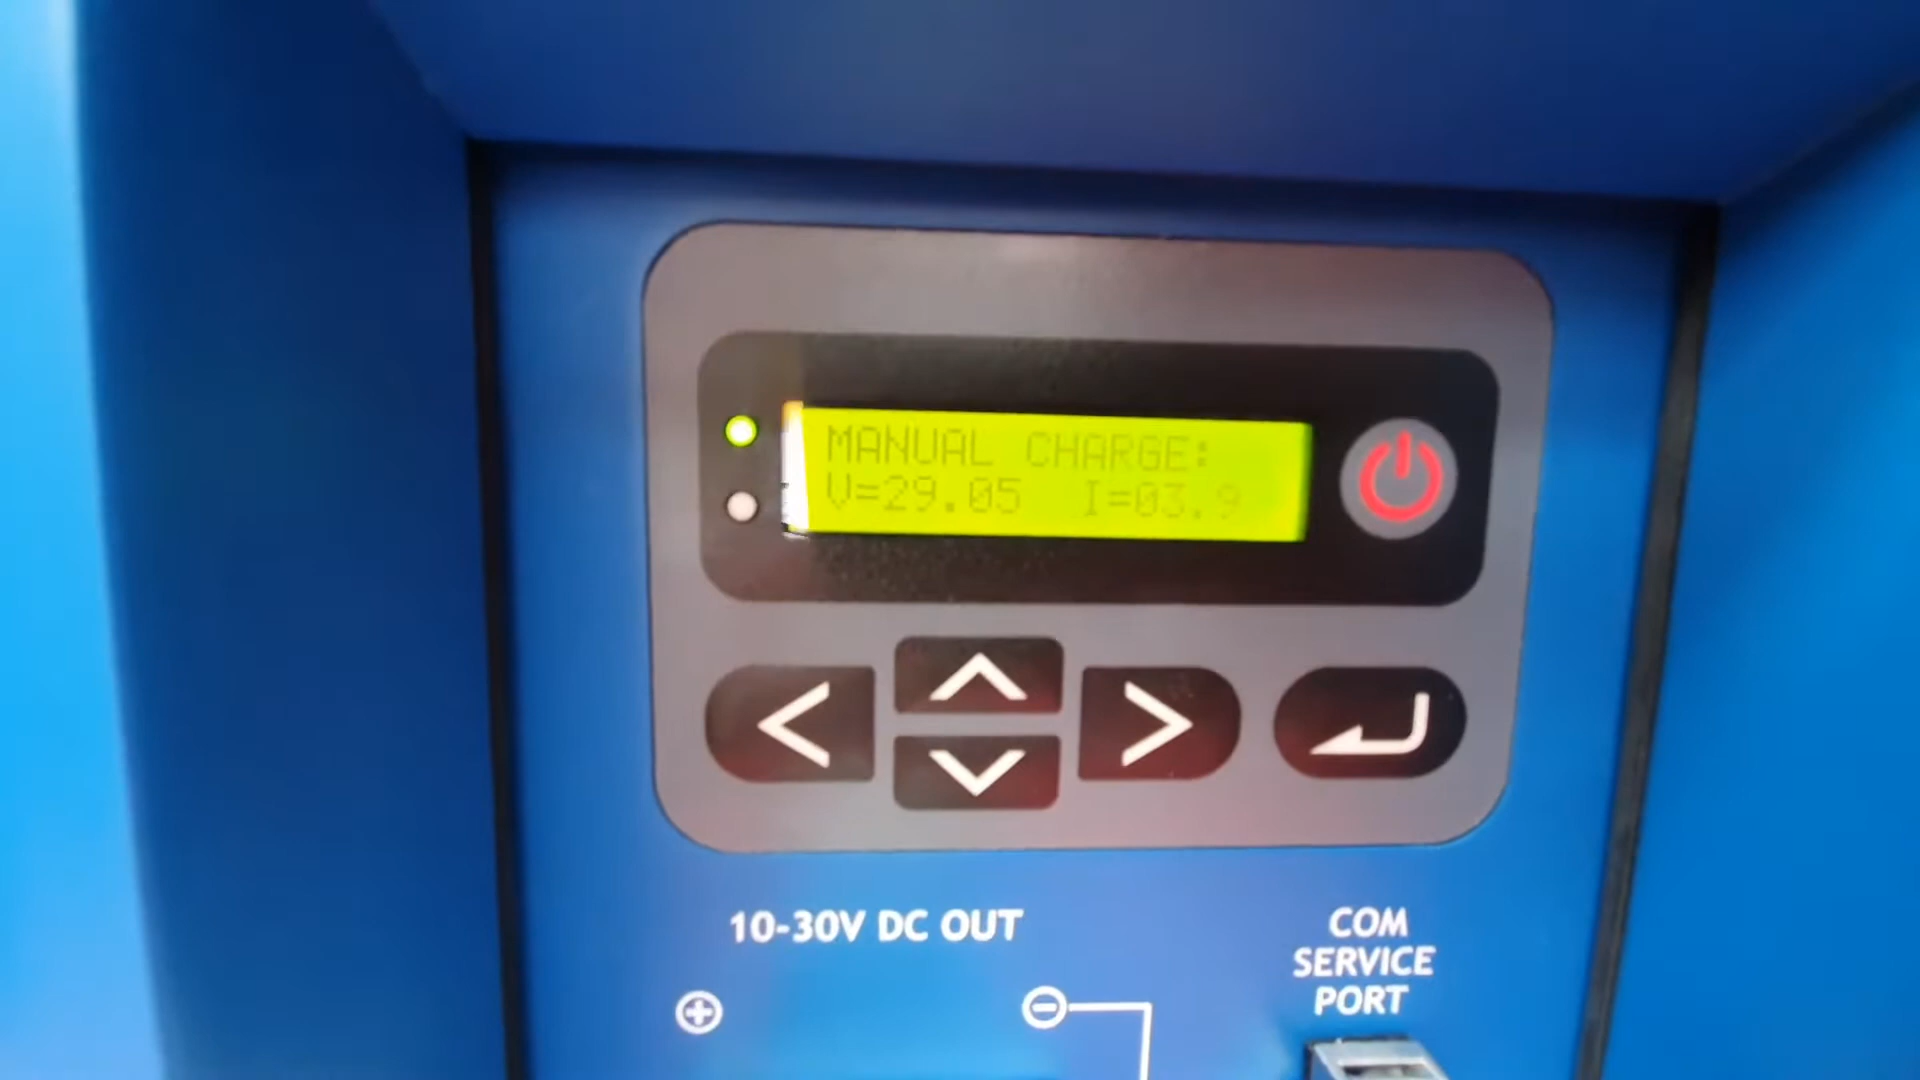 MANUAL CHARGE:
V=29.05 I=03.9
10-30V DC OUT
COM
SERVICE
PORT